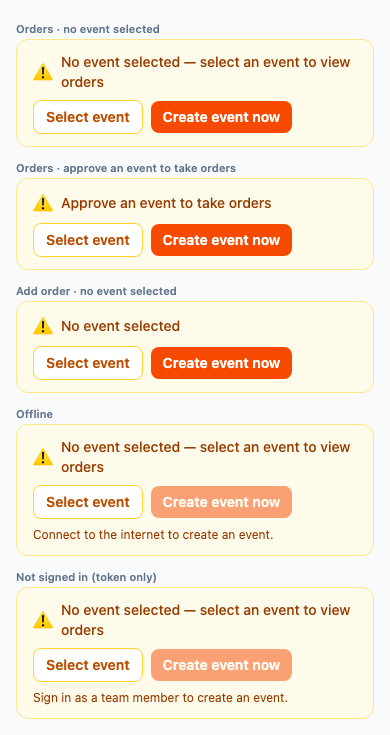 Orders · no event selected
No event selected — select an event to view
orders
Select event
Create event now
Orders · approve an event to take orders
Approve an event to take orders
Select event
Create event now
Add order · no event selected
No event selected
Select event
Create event now
Offline
No event selected — select an event to view
orders
Select event
Create event now
Connect to the internet to create an event.
Not signed in (token only)
No event selected — select an event to view
orders
Select event
Create event now
Sign in as a team member to create an event.